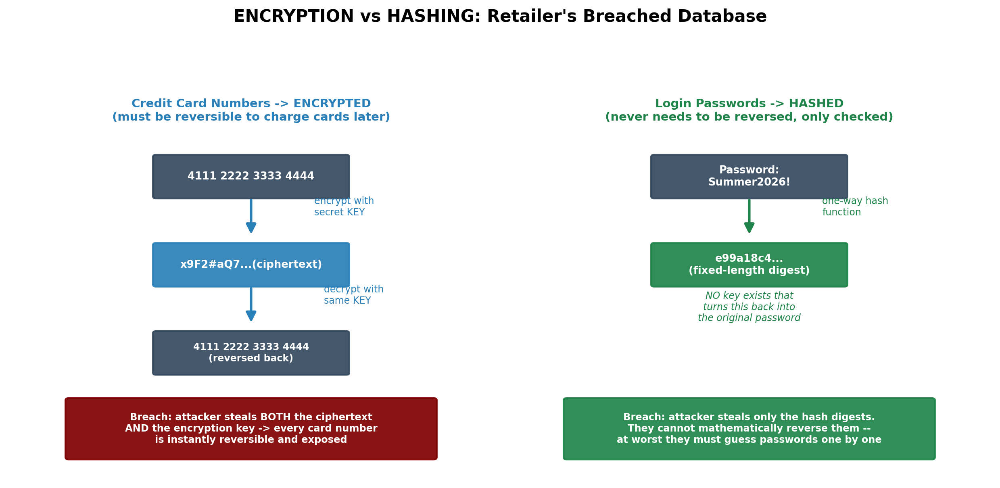 ENCRYPTION vs HASHING: Retailer's Breached Database
Credit Card Numbers -> ENCRYPTED
(must be reversible to charge cards later)
4111 2222 3333 4444
encrypt with
secret KEY
x9F2#aQ7...(ciphertext)
decrypt with
same KEY
4111 2222 3333 4444
(reversed back)
Breach: attacker steals BOTH the ciphertext
AND the encryption key -> every card number
is instantly reversible and exposed
Login Passwords -> HASHED
(never needs to be reversed, only checked)
Password:
Summer2026!
one-way hash
function
e99a18c4...
(fixed-length digest)
NO key exists that
turns this back into
the original password
Breach: attacker steals only the hash digests.
They cannot mathematically reverse them --
at worst they must guess passwords one by one